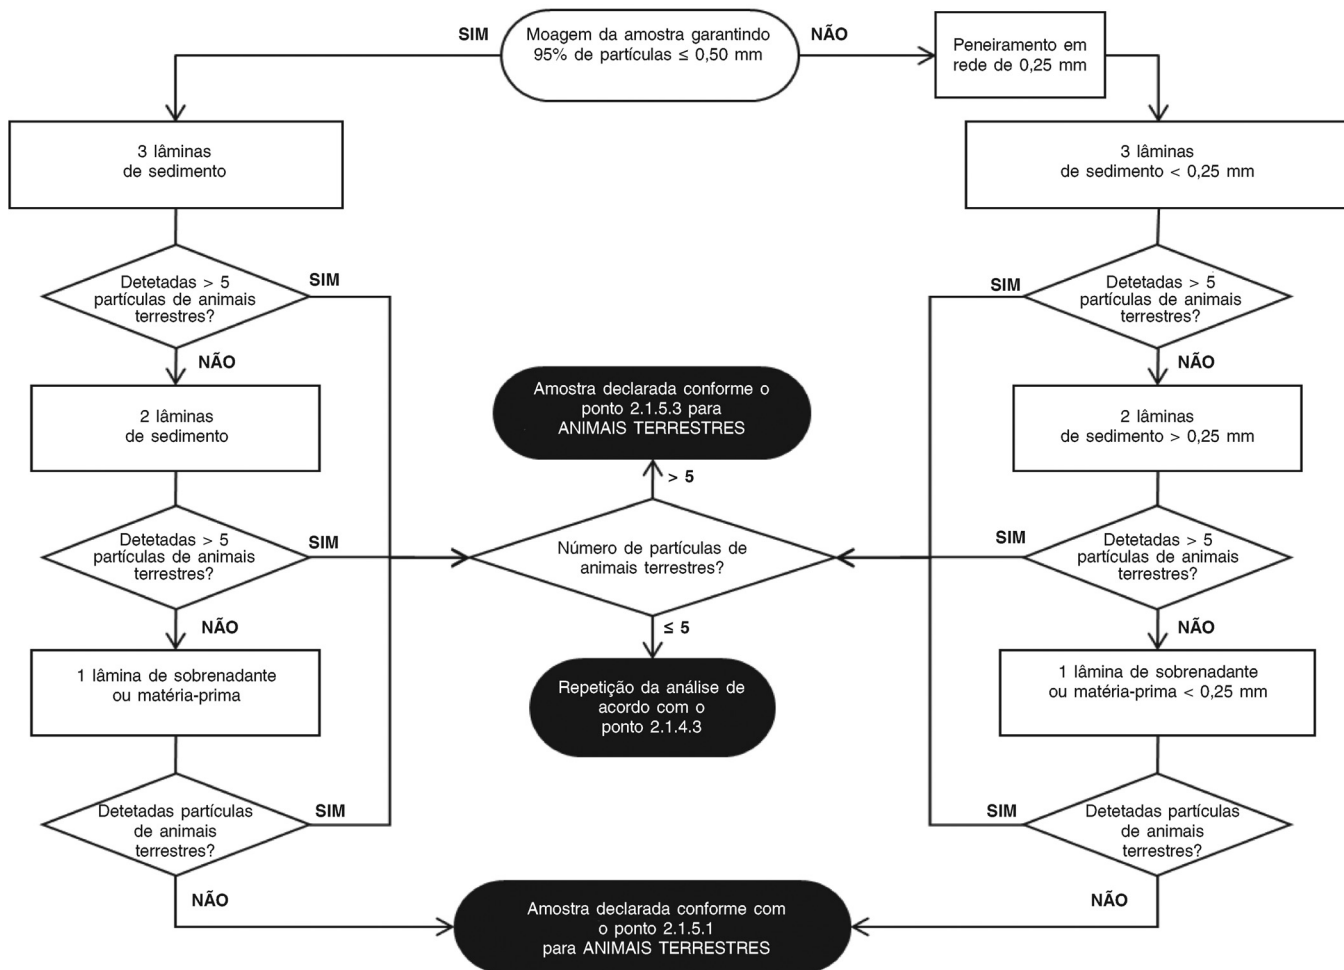 SIM
Moagem da amostra garantindo
95% de partículas ≤ 0,50 mm
NÃO
Peneiramento em
rede de 0,25 mm
3 lâminas
de sedimento
3 lâminas
de sedimento < 0,25 mm
Detetadas > 5
partículas de animais
terrestres?
SIM
SIM
Detetadas > 5
partículas de animais
terrestres?
NÃO
NÃO
2 lâminas
de sedimento
Amostra declarada conforme o
ponto 2.1.5.3 para
ANIMAIS TERRESTRES
2 lâminas
de sedimento > 0,25 mm
> 5
Detetadas > 5
partículas de animais
terrestres?
SIM
Número de partículas de
animais terrestres?
SIM
Detetadas > 5
partículas de animais
terrestres?
NÃO
≤ 5
NÃO
1 lâmina de sobrenadante
ou matéria-prima
Repetição da análise de
acordo com o
ponto 2.1.4.3
1 lâmina de sobrenadante
ou matéria-prima < 0,25 mm
Detetadas partículas
de animais
terrestres?
SIM
SIM
Detetadas partículas
de animais
terrestres?
NÃO
NÃO
Amostra declarada conforme com
o ponto 2.1.5.1
para ANIMAIS TERRESTRES